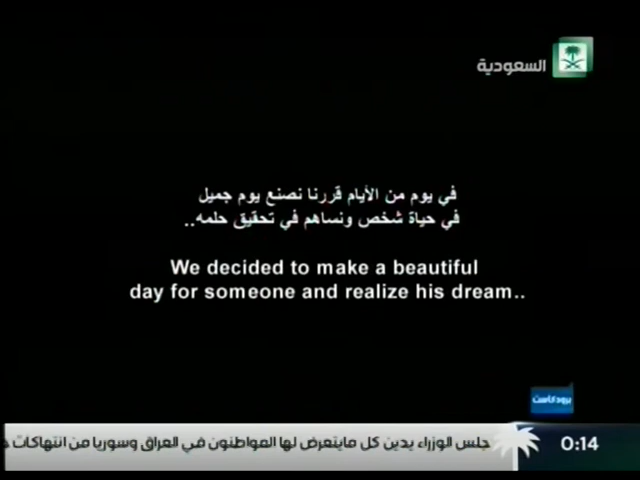 السعودية
في يوم من الأيام قررنا نصنع يوم جميل
في حياة شخص ونساهم في تحقيق حلمه..
We decided to make a beautiful
day for someone and realize his dream..
برودكاست
جلس الوزراء يدين كل مايتعرض لها المواطنون في العراق وسوريا من انتهاكات
0:14